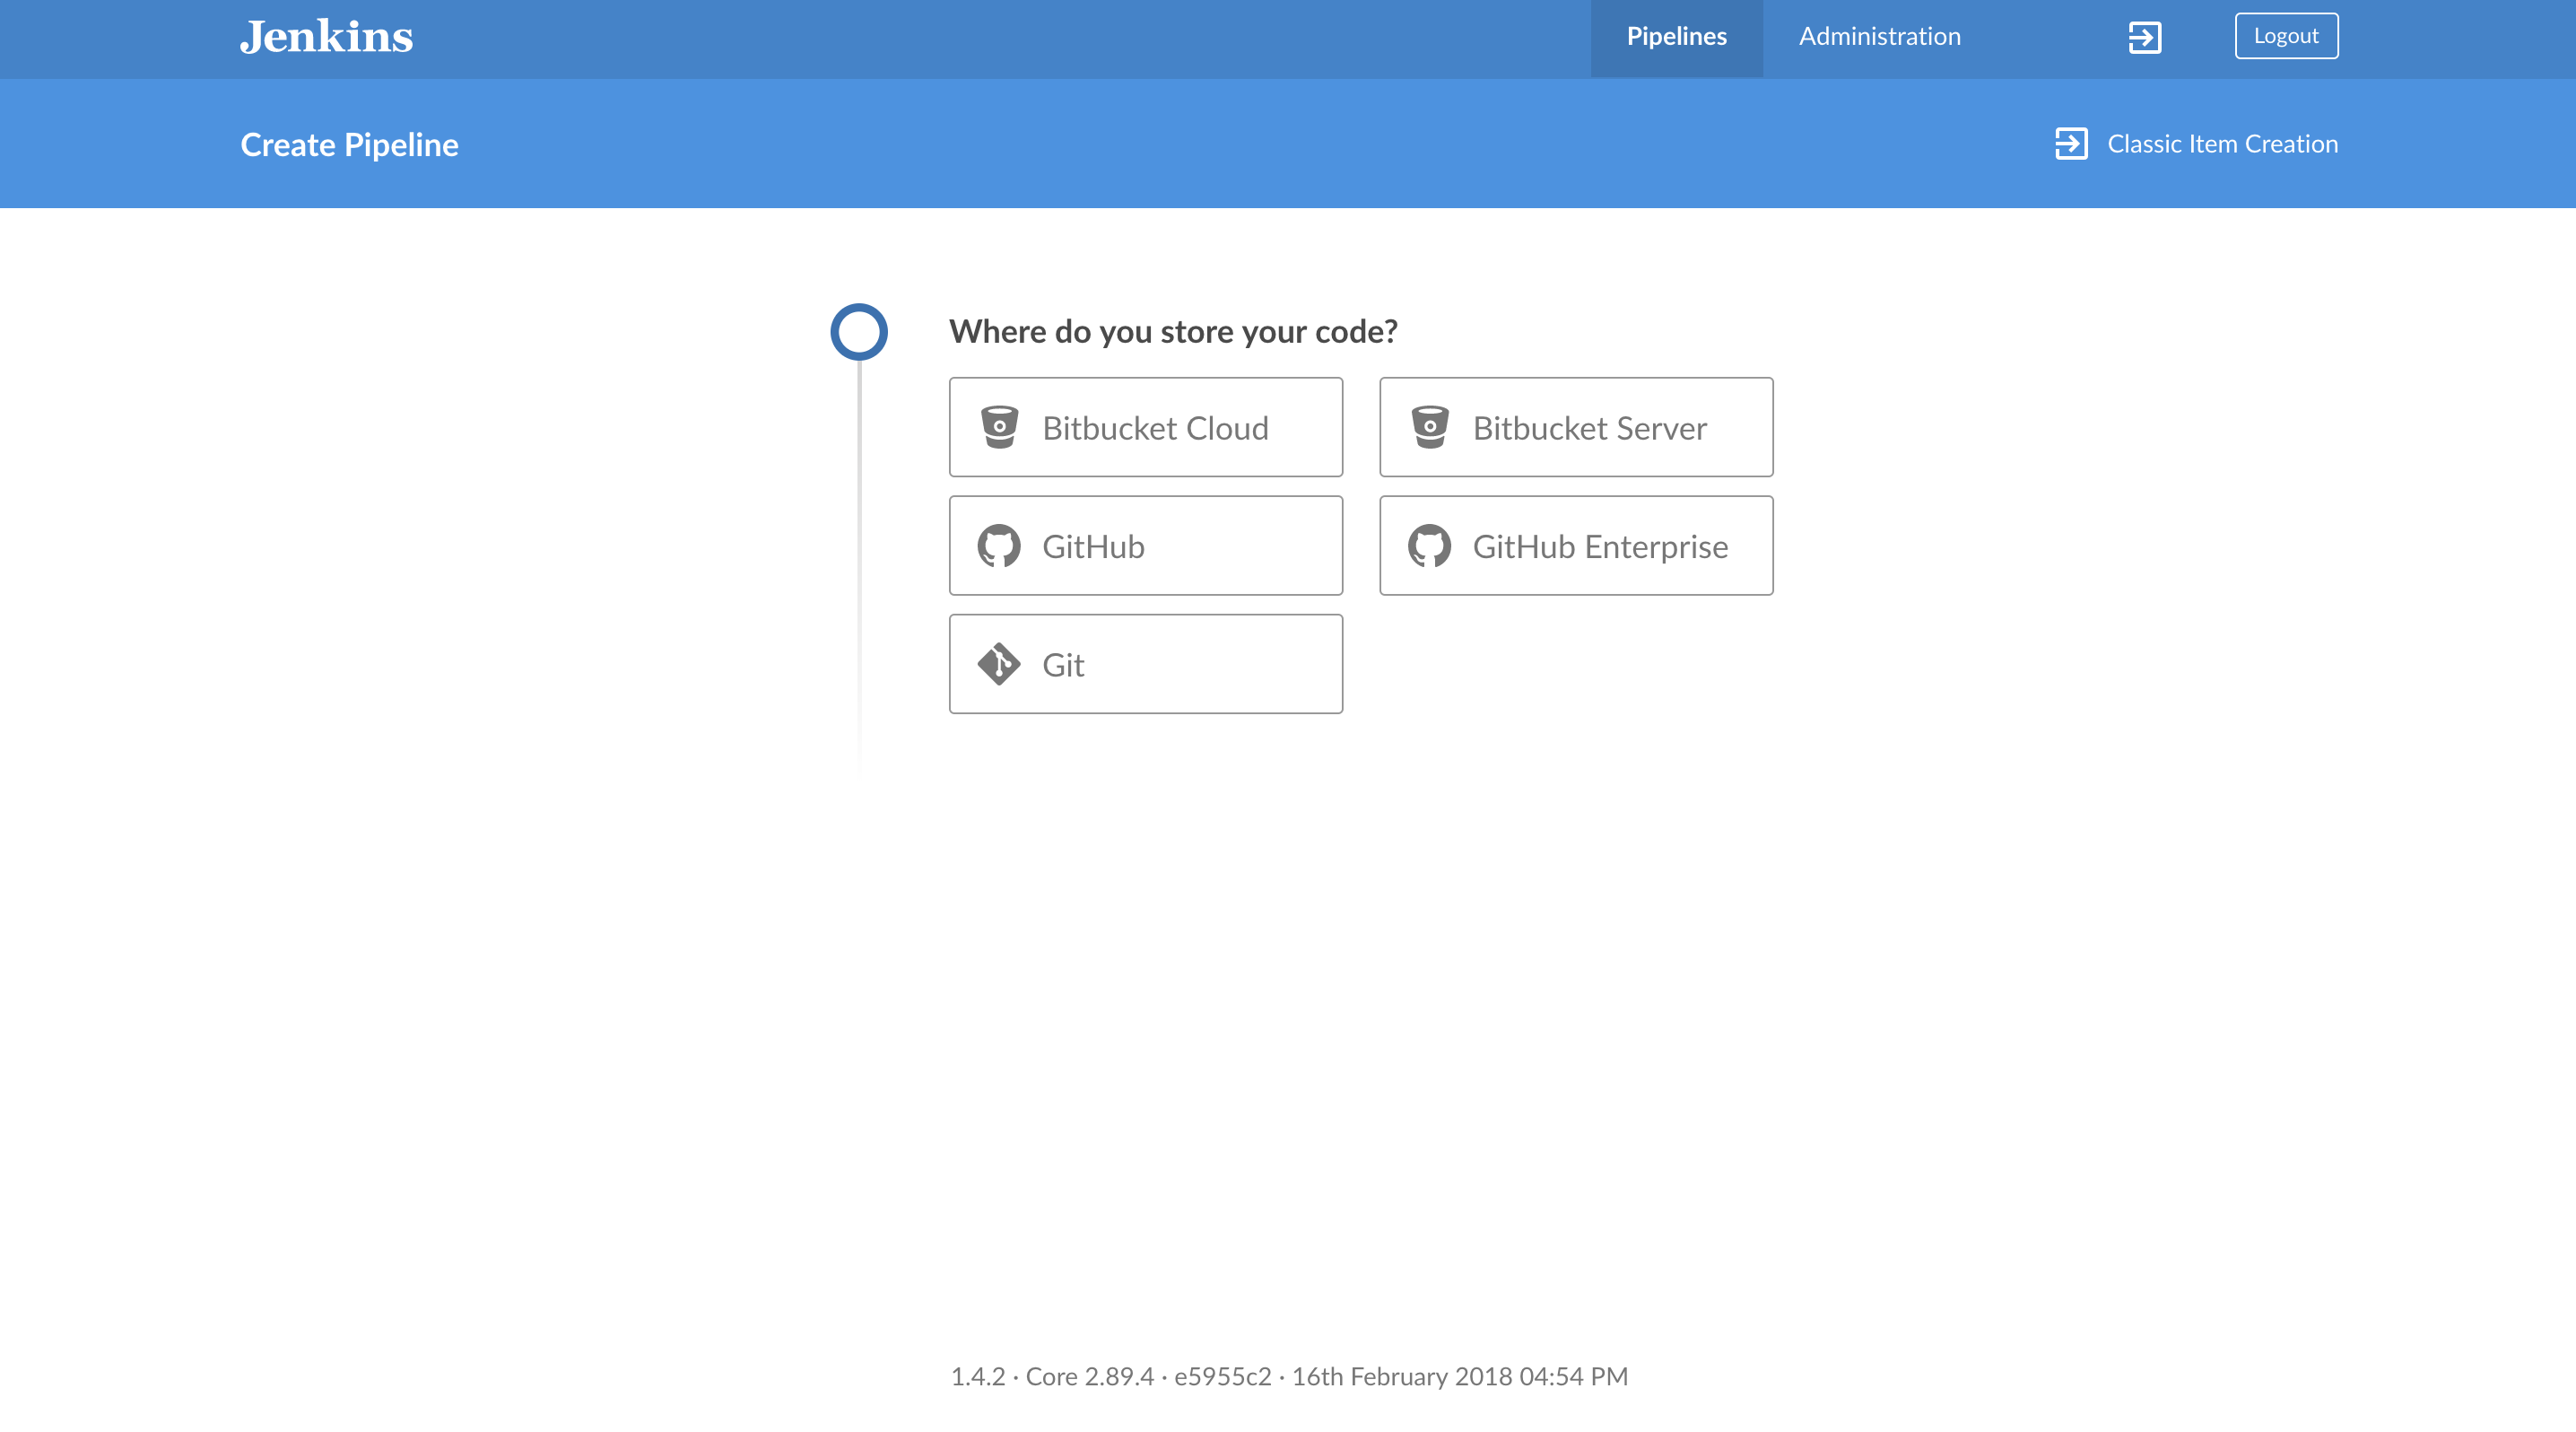 Jenkins
Pipelines
Administration
Logout
Create Pipeline
Classic Item Creation
Where do you store your code?
Bitbucket Cloud
Bitbucket Server
GitHub
GitHub Enterprise
Git
1.4.2 · Core 2.89.4 · e5955c2 · 16th February 2018 04:54 PM